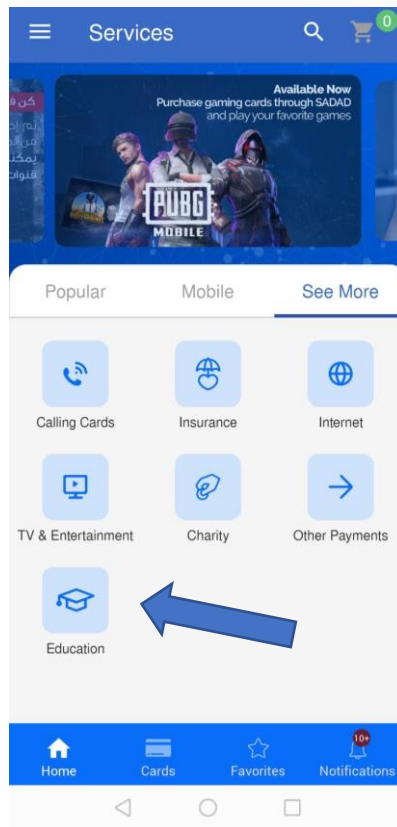 Services
0
Available Now
Purchase gaming cards through SADAD
and play your favorite games
PUBG
MOBILE
Popular
Mobile
See More
Calling Cards
Insurance
Internet
TV & Entertainment
Charity
Other Payments
Education
10+
Home
Cards
Favorites
Notifications